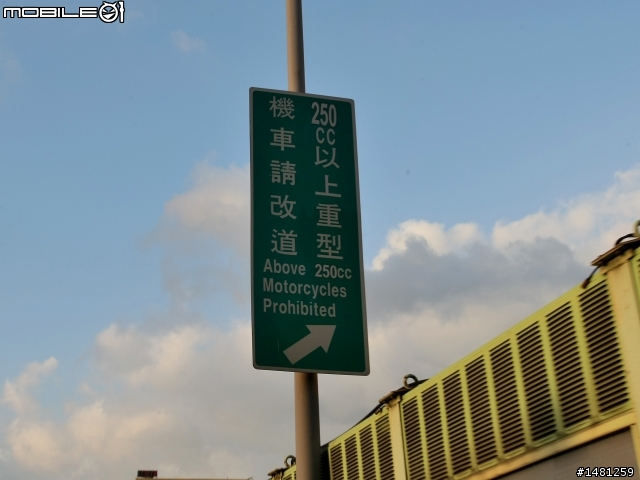 MOBILE01
250
CC
以上重型
機車請改道
Above 250cc
Motorcycles
Prohibited
#1481259